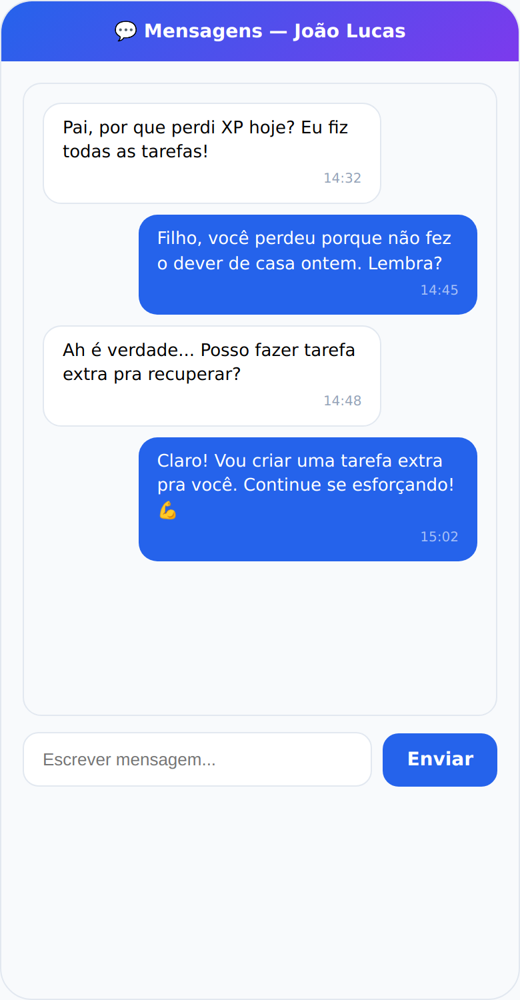 💬 Mensagens — João Lucas
Pai, por que perdi XP hoje? Eu fiz
todas as tarefas!
14:32
Filho, você perdeu porque não fez
o dever de casa ontem. Lembra?
14:45
Ah é verdade... Posso fazer tarefa
extra pra recuperar?
14:48
Claro! Vou criar uma tarefa extra
pra você. Continue se esforçando!
💪
15:02
Escrever mensagem...
Enviar